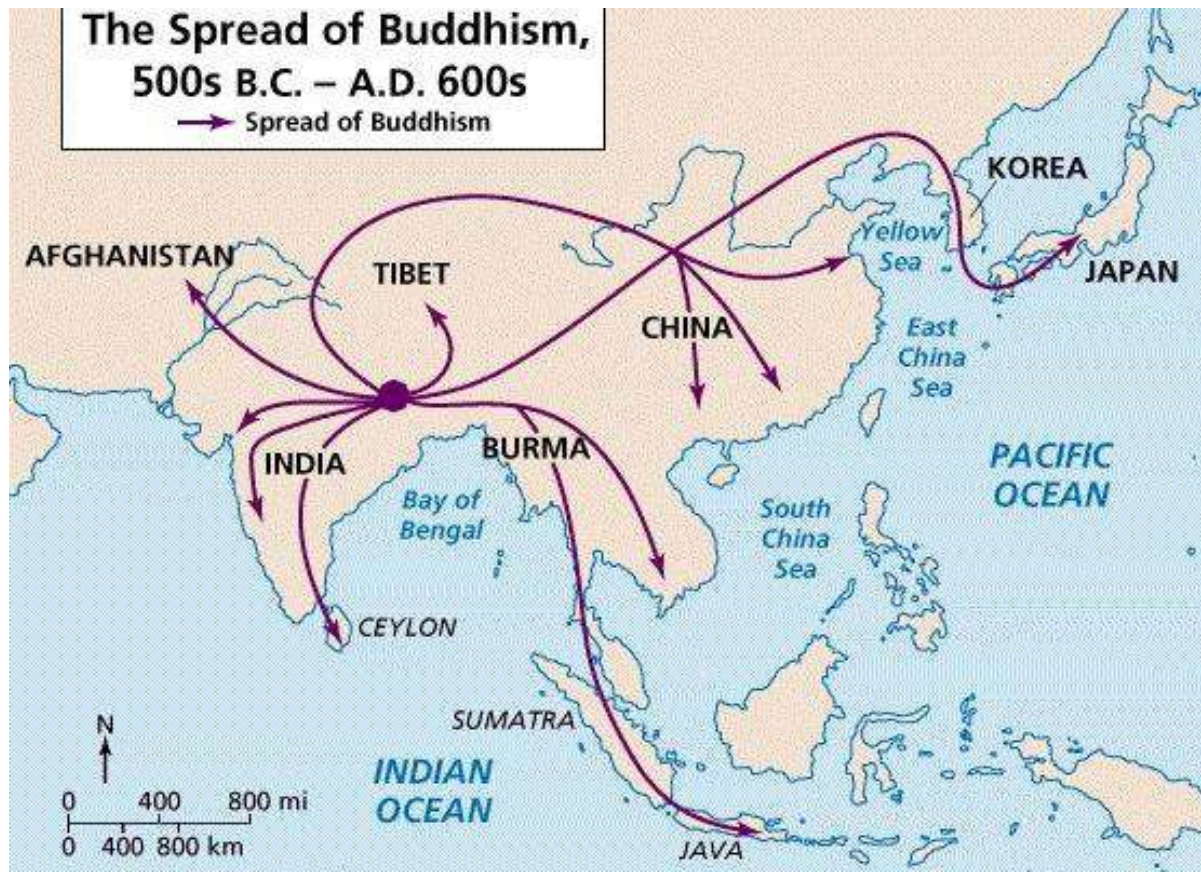 The Spread of Buddhism,
500s B.C. – A.D. 600s
Spread of Buddhism
KOREA
AFGHANISTAN
TIBET
Yellow
Sea
JAPAN
CHINA
East
China
Sea
INDIA
BURMA
PACIFIC
OCEAN
Bay of
Bengal
South
China
Sea
CEYLON
SUMATRA
N
INDIAN
OCEAN
0 400 800 mi
0 400 800 km
JAVA